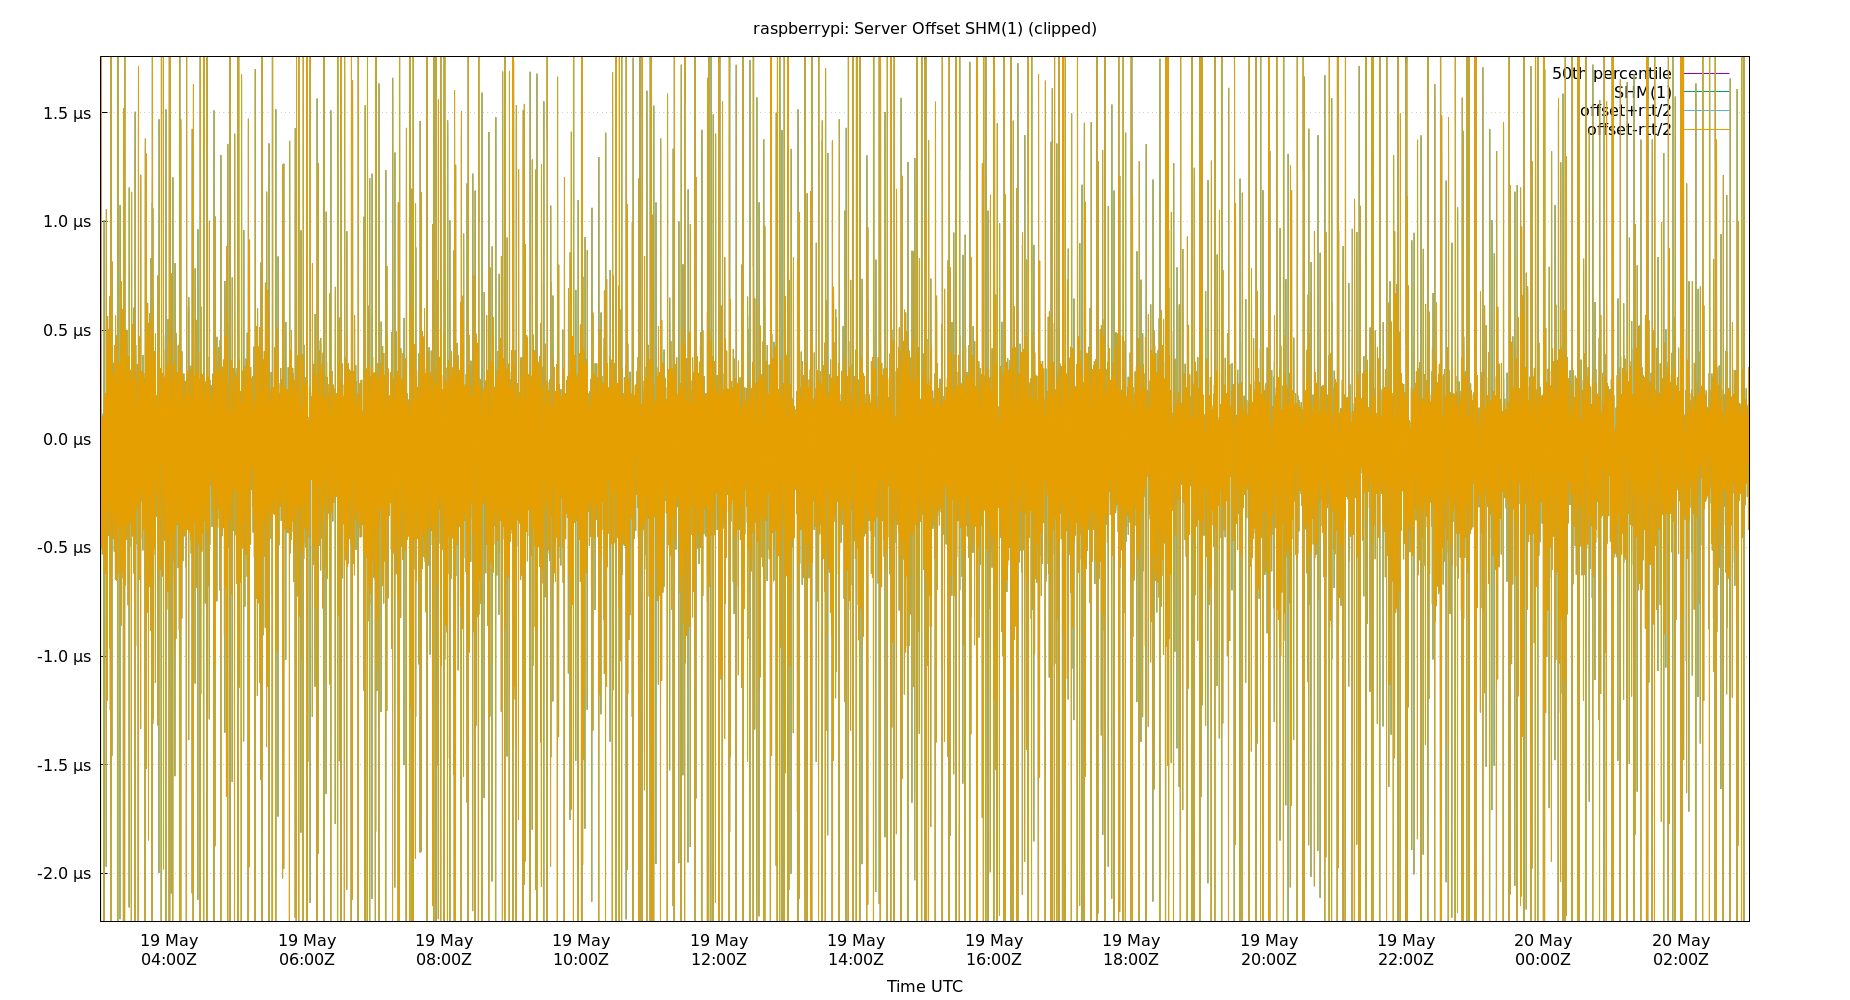 raspberrypi: Server Offset SHM(1) (clipped)
50th percentile
SHM(1)
offset+rtt/2
offset-rtt/2
1.5 µs
1.0 µs
0.5 µs
0.0 µs
-0.5 µs
-1.0 µs
-1.5 µs
-2.0 µs
19 May 19 May 19 May 19 May 19 May 19 May 19 May 19 May 19 May 19 May 20 May 20 May
04:00Z 06:00Z 08:00Z 10:00Z 12:00Z 14:00Z 16:00Z 18:00Z 20:00Z 22:00Z 00:00Z 02:00Z
Time UTC